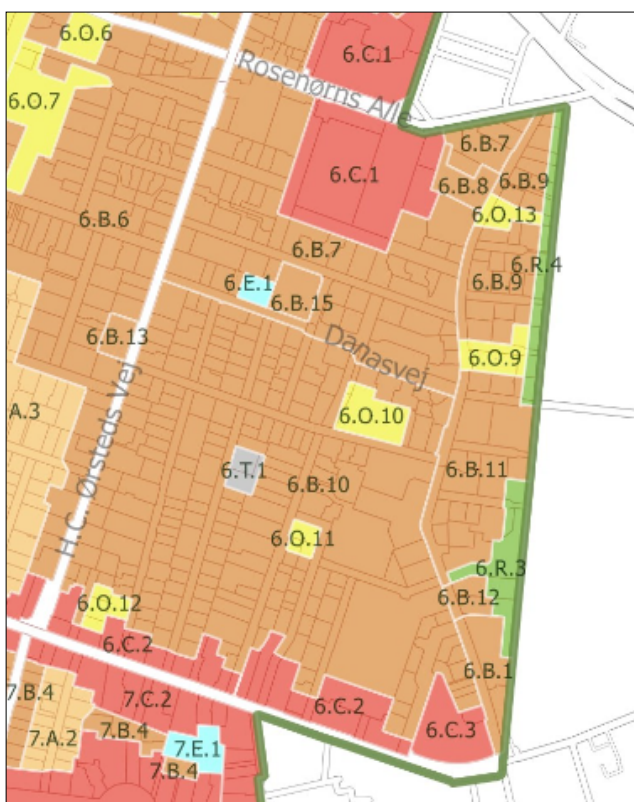 6.O.6
6.C.1
Rosenørns Alle
6.O.7
6.B.7
6.C.1
6.B.8
6.B.9
6.O.13
6.B.6
6.B.7
6.R.4
6.E.1
6.B.9
6.B.15
6.B.13
Danasvej
6.O.9
A.3
6.O.10
H.C. Ørsteds Vej
6.T.1
6.B.11
6.B.10
6.O.11
6.R.3
6.O.12
6.B.12
6.C.2
6.B.1
7.B.4
7.C.2
6.C.2
6.C.3
7.A.2
7.B.4
7.E.1
7.B.4